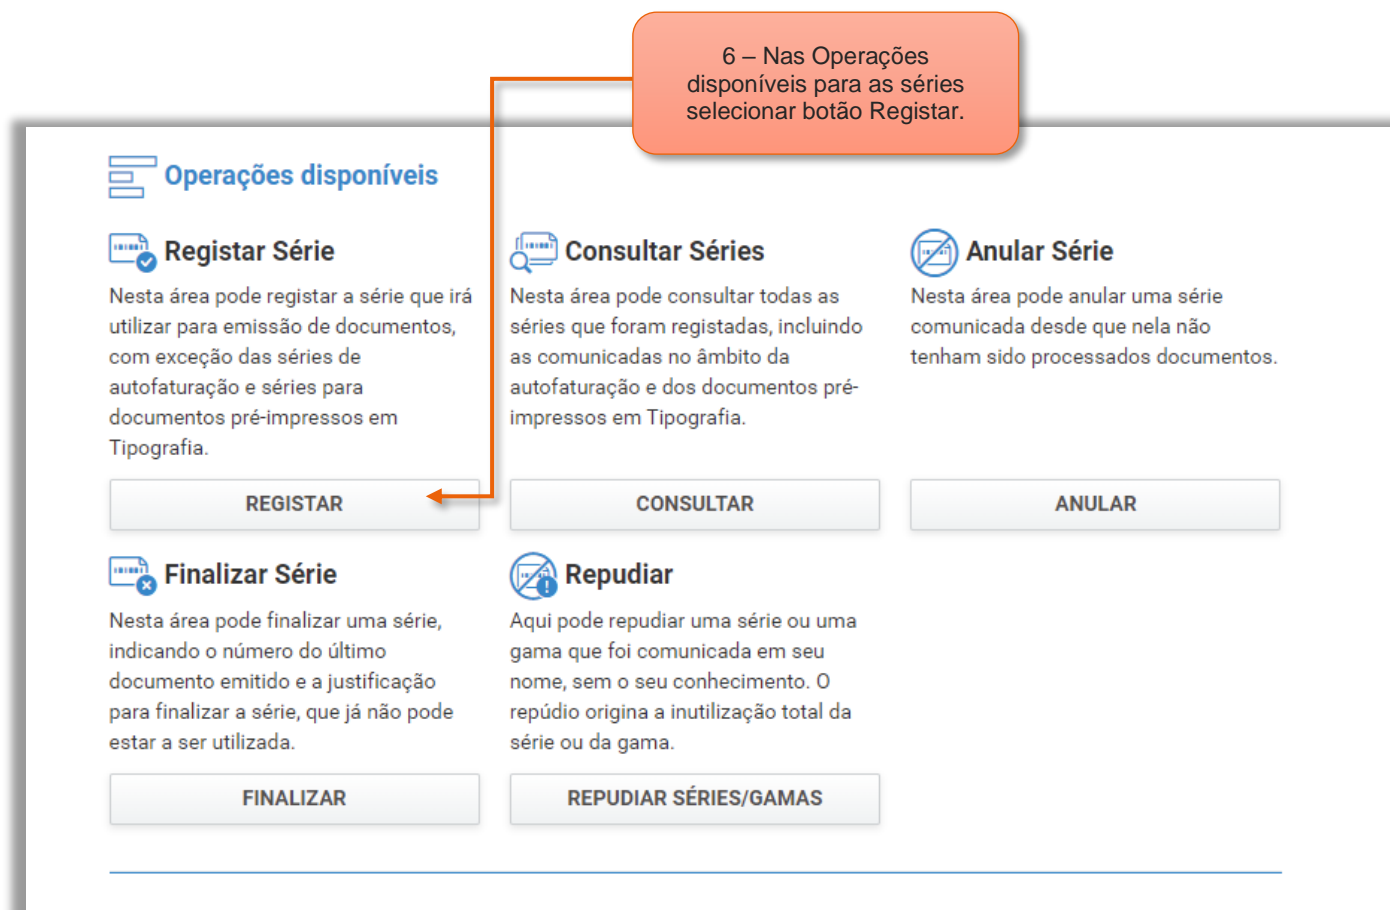 6 – Nas Operações
disponíveis para as séries
selecionar botão Registar.
Operações disponíveis
Registar Série
Nesta área pode registar a série que irá
utilizar para emissão de documentos,
com exceção das séries de
autofaturação e séries para
documentos pré-impressos em
Tipografia.
REGISTAR
Consultar Séries
Nesta área pode consultar todas as
séries que foram registadas, incluindo
as comunicadas no âmbito da
autofaturação e dos documentos pré-
impressos em Tipografia.
CONSULTAR
Anular Série
Nesta área pode anular uma série
comunicada desde que nela não
tenham sido processados documentos.
ANULAR
Finalizar Série
Nesta área pode finalizar uma série,
indicando o número do último
documento emitido e a justificação
para finalizar a série, que já não pode
estar a ser utilizada.
FINALIZAR
Repudiar
Aqui pode repudiar uma série ou uma
gama que foi comunicada em seu
nome, sem o seu conhecimento. O
repúdio origina a inutilização total da
série ou da gama.
REPUDIAR SÉRIES/GAMAS